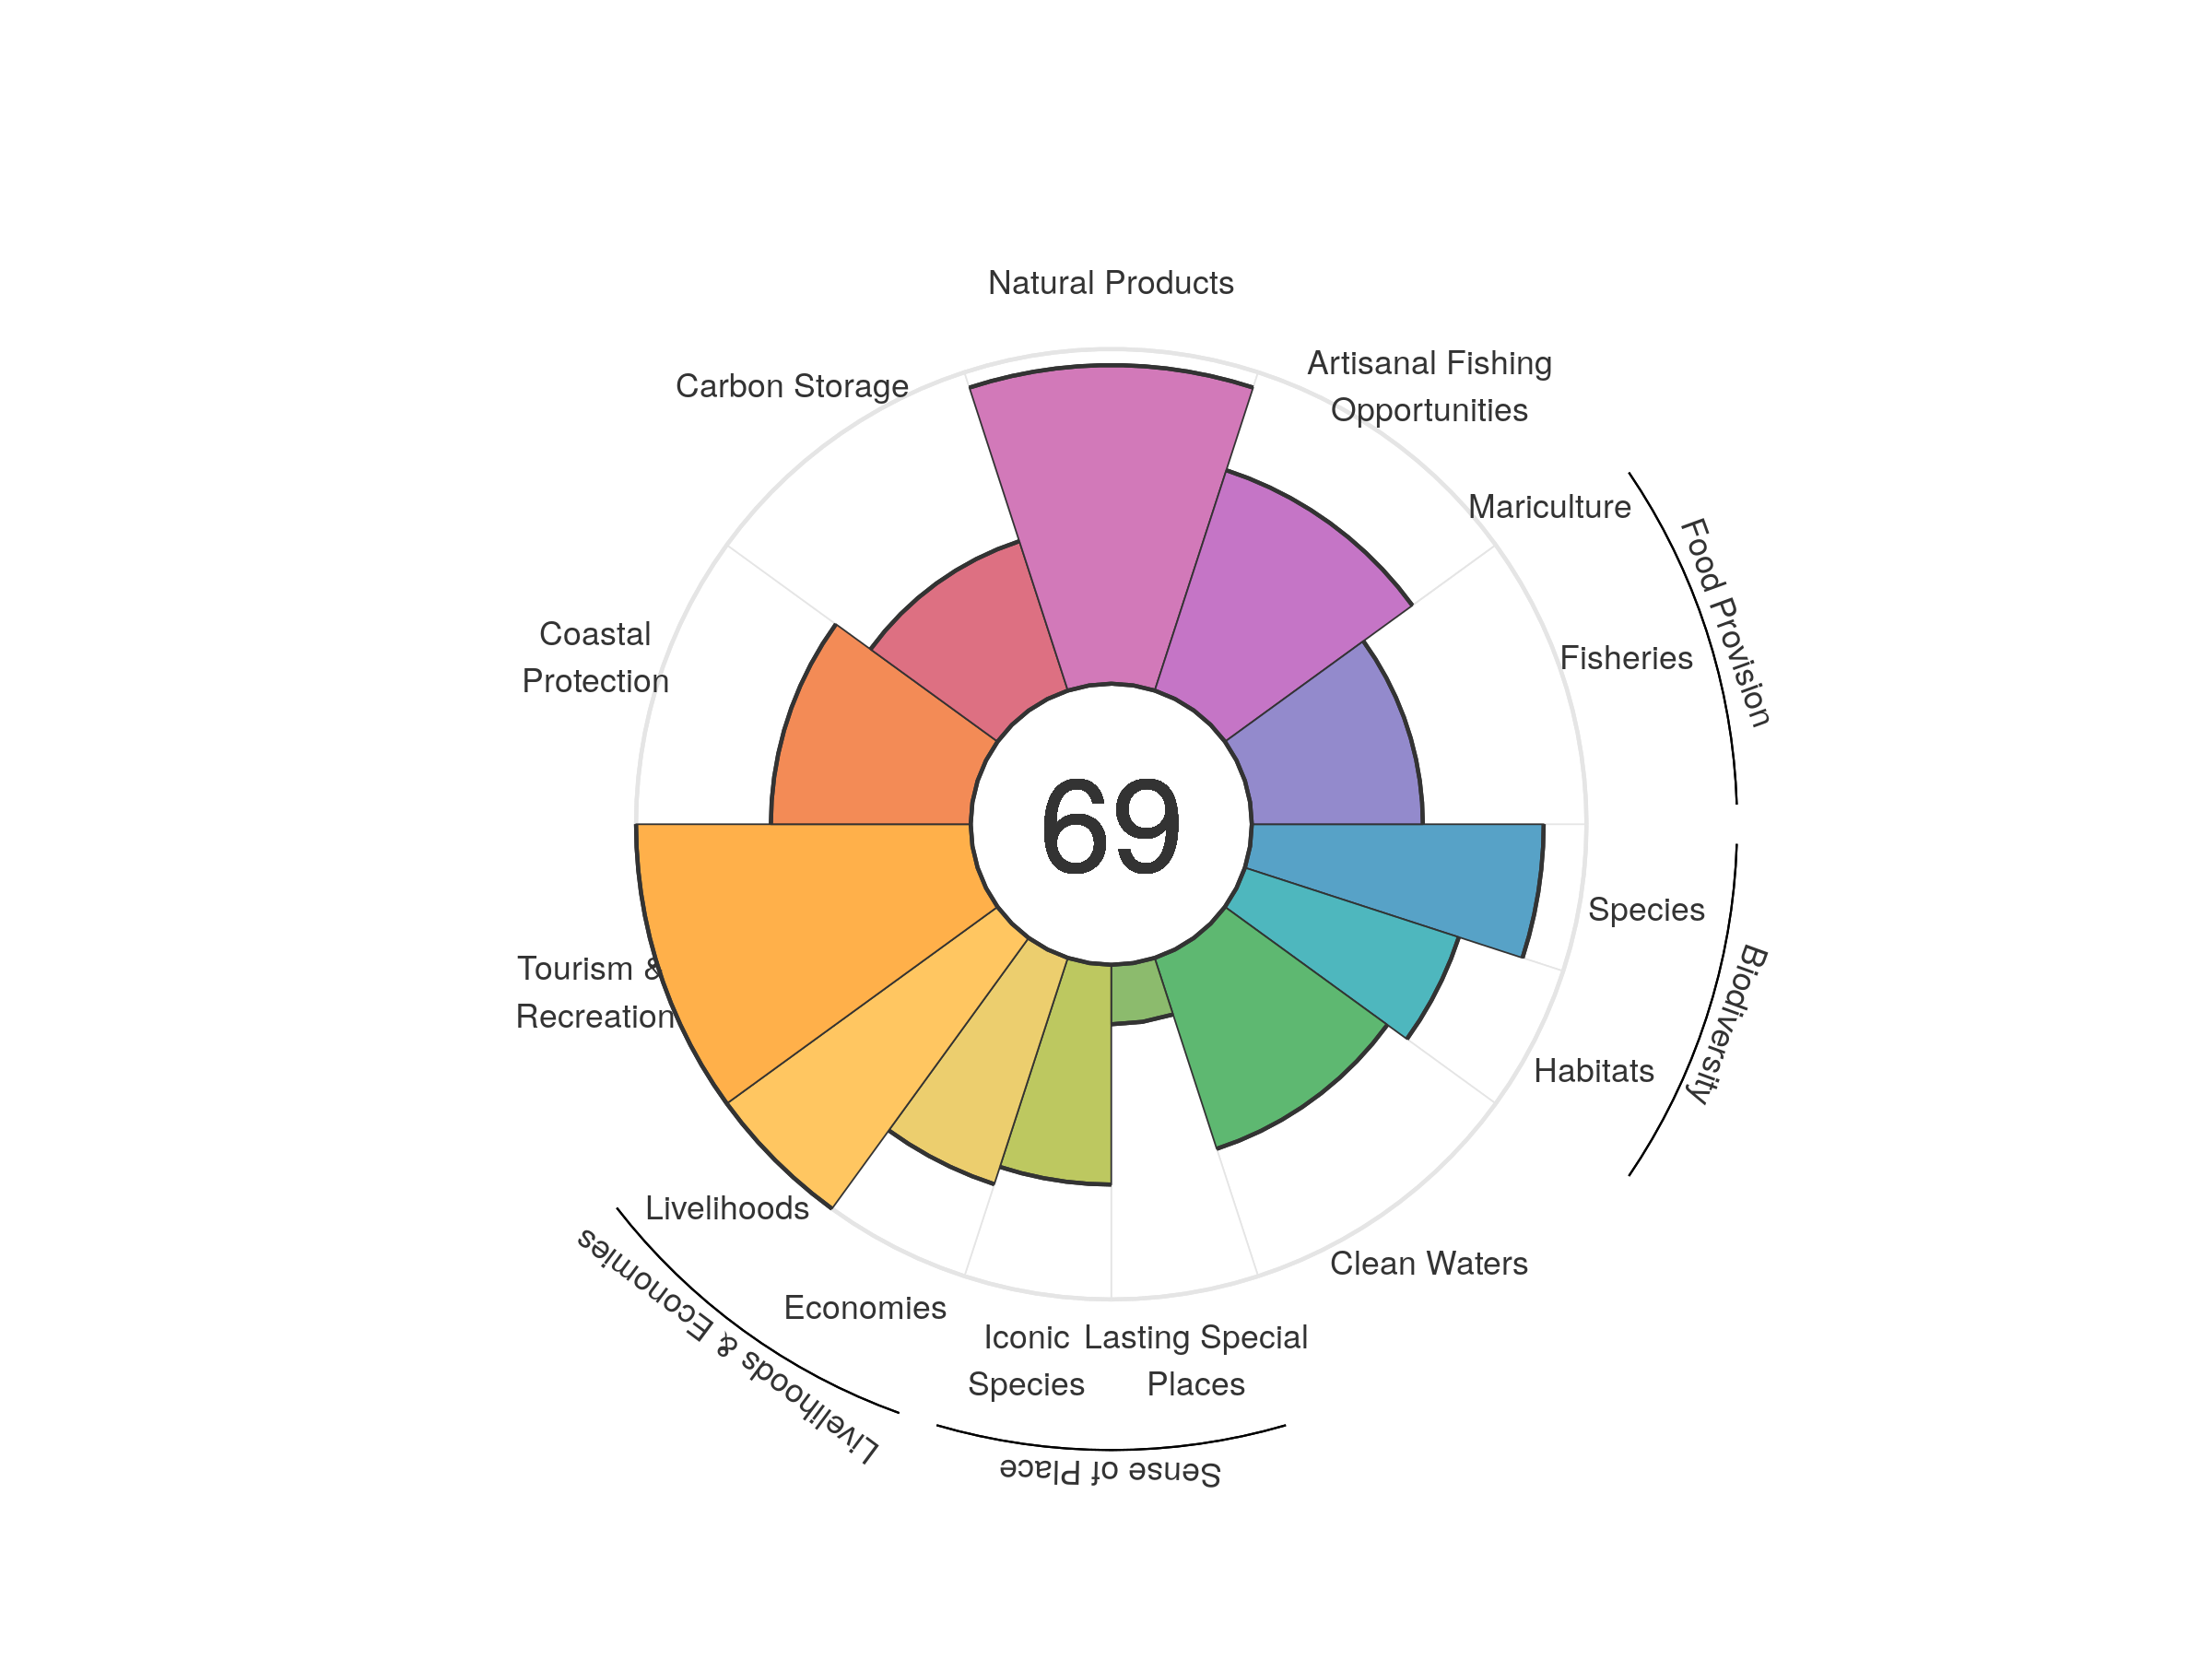 Natural Products
Artisanal Fishing
Opportunities
Carbon Storage
Mariculture
Food Provision
Fisheries
Coastal
Protection
69
Species
Biodiversity
Habitats
Tourism &
Recreation
Livelihoods
Livelihoods & Economies
Clean Waters
Economies
Iconic
Species
Lasting Special
Places
Sense of Place